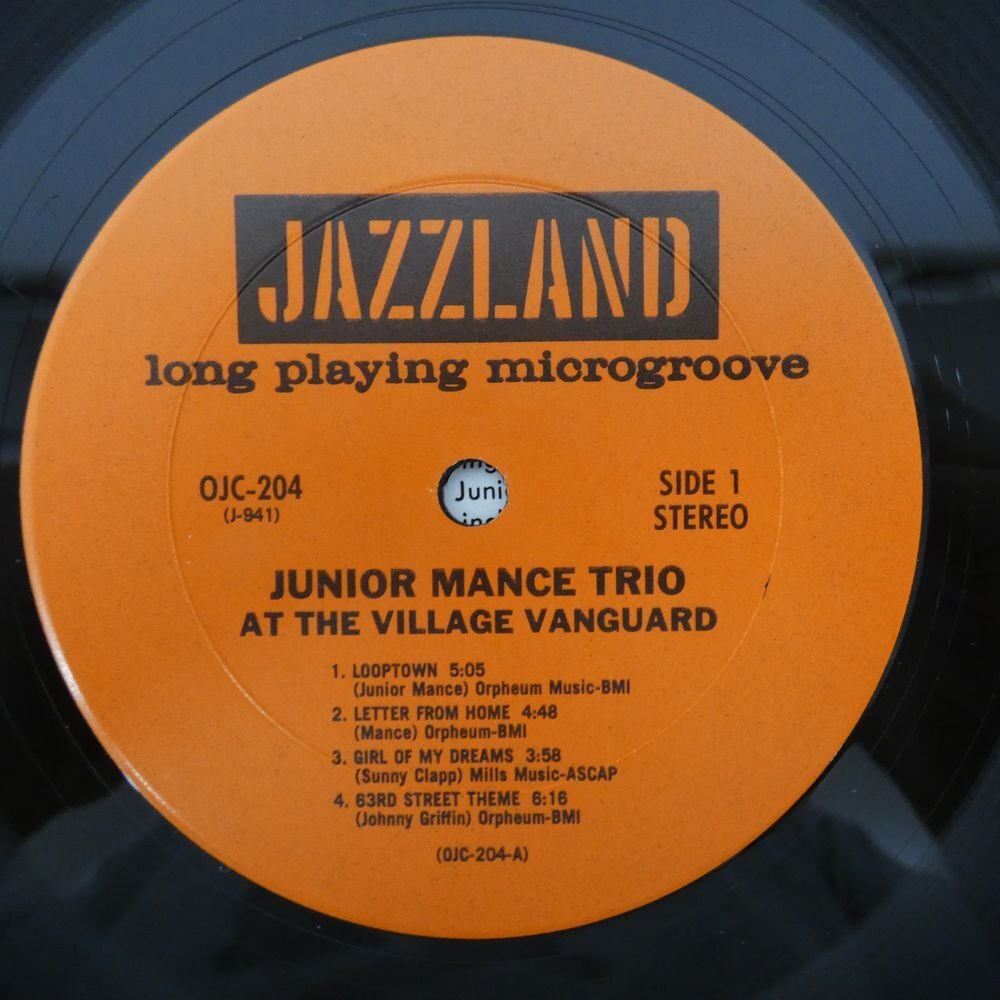 JAZZLAND
long playing microgroove
OJC-204
(J-941)
SIDE 1
STEREO
Juni
JUNIOR MANCE TRIO
AT THE VILLAGE VANGUARD
1. LOOPTOWN 5:05
(Junior Mance) Orpheum Music-BMI
2. LETTER FROM HOME 4:48
(Mance) Orpheum-BMI
3. GIRL OF MY DREAMS 3:58
(Sunny Clapp) Mills Music-ASCAP
4. 63RD STREET THEME 6:16
(Johnny Griffin) Orpheum-BMI
(OJC-204-A)